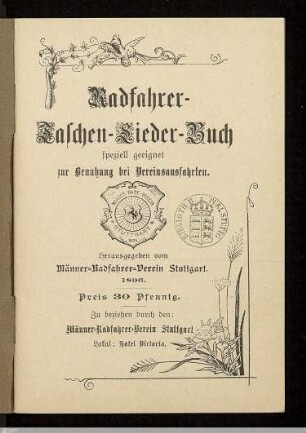 Radfahrer-
Taschen-Lieder-Buch
speziell geeignet
zur Benutzung bei Vereinsausfahrten.
STUTTGART
Herausgegeben vom
Männer-Radfahrer-Verein Stuttgart.
1896.
Preis 30 Pfennig.
Zu beziehen durch den:
Männer-Radfahrer-Verein Stuttgart
Lokal: Hotel Victoria.